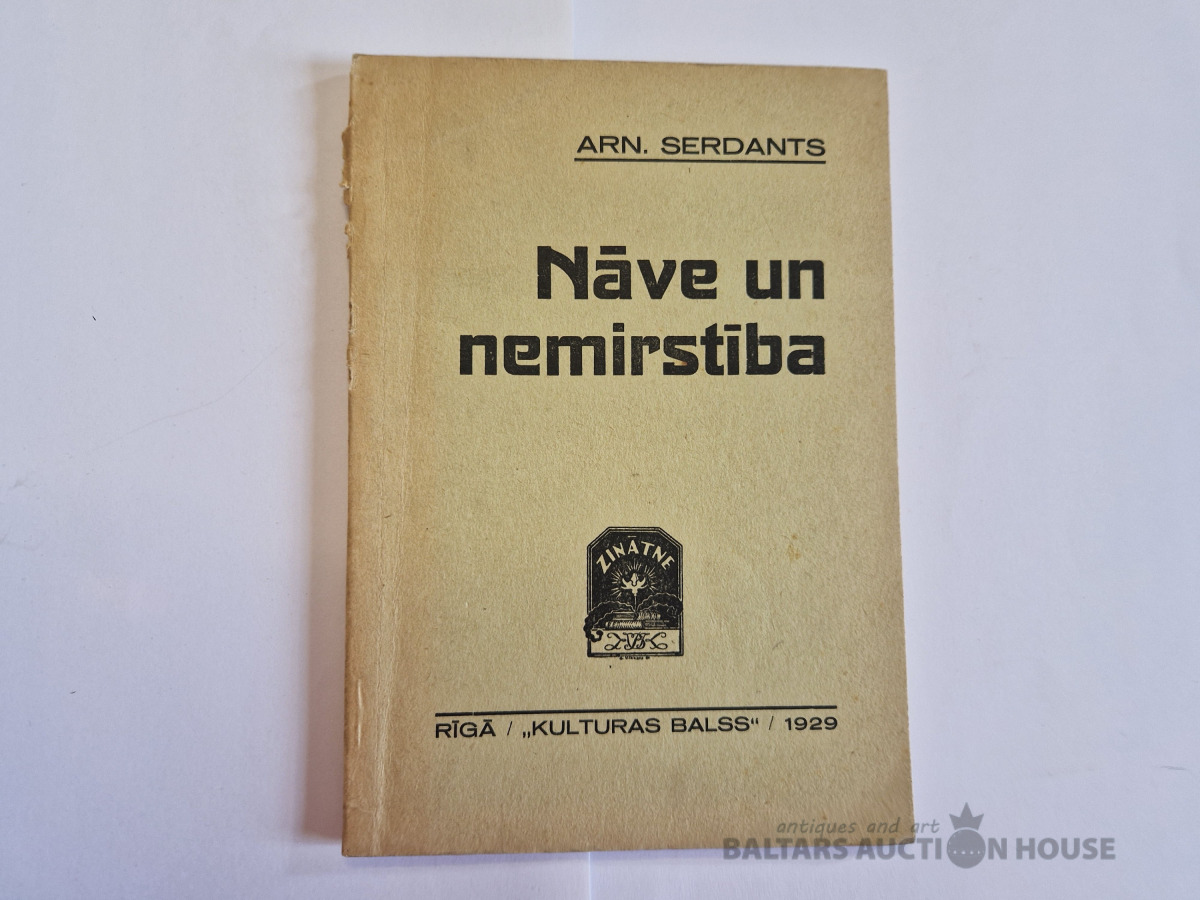 ARN. SERDANTS
Nāve un
nemirstība
ZINĀTNE
RĪGĀ / „KULTURAS BALSS“ / 1929
antiques and art
BALTARS AUCTION HOUSE